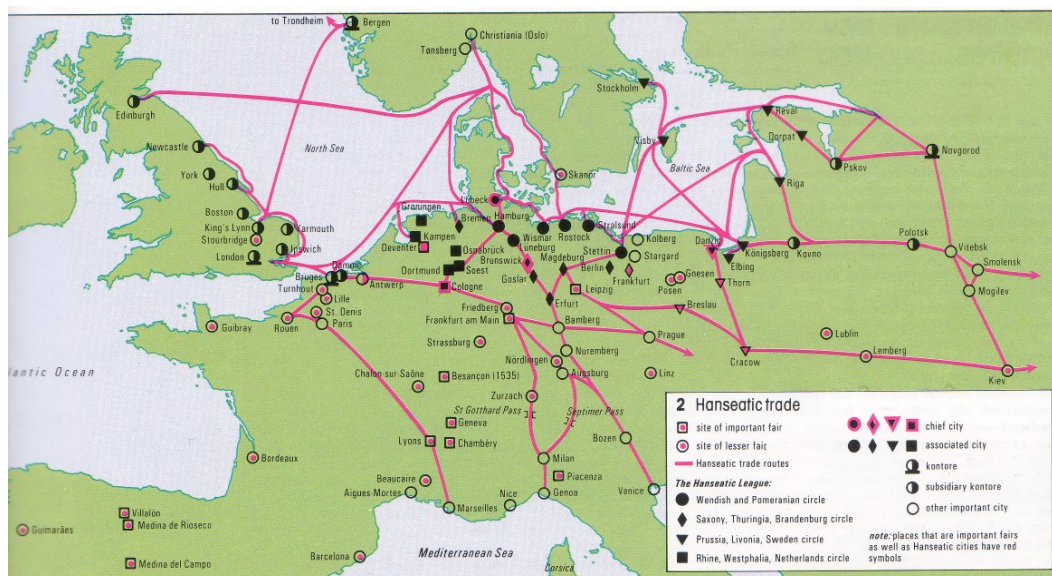 to Trondheim
Bergen
Christiania (Oslo)
Tønsberg
Stockholm
Edinburgh
Reval
Visby
Dorpat
Newcastle
North Sea
Novgorod
Pskov
Baltic Sea
York
Skanör
Hull
Riga
Lübeck
Boston
Groningen
Hamburg
Bremen
King's Lynn
Yarmouth
Stralsund
Polotsk
Stourbridge
Kampen
Wismar
Rostock
Kolberg
Danzig
Königsberg
Kovno
Ipswich
Deventer
Osnabrück
Lüneburg
Stettin
Stargard
Elbing
Vitebsk
London
Brunswick
Magdeburg
Berlin
Smolensk
Damme
Dortmund
Soest
Goslar
Frankfurt
Gnesen
Bruges
Antwerp
Cologne
Leipzig
Posen
Thorn
Mogilev
Turnhout
Lille
Erfurt
St. Denis
Friedberg
Breslau
Guibray
Rouen
Paris
Frankfurt am Main
Bamberg
Prague
Lublin
Strassburg
Nuremberg
Cracow
Lemberg
Nördlingen
Atlantic Ocean
Chalon-sur-Saône
Besançon (1535)
Augsburg
Linz
Kiev
Zurzach
St Gotthard Pass
Septimer Pass
Geneva
Lyons
Chambéry
Bozen
Bordeaux
Milan
Beaucaire
Piacenza
Aigues-Mortes
Nice
Genoa
Venice
Marseilles
Villalón
Guimarães
Medina de Rioseco
Barcelona
Mediterranean Sea
Medina del Campo
Corsica
2 Hanseatic trade
site of important fair
site of lesser fair
Hanseatic trade routes
The Hanseatic League:
Wendish and Pomeranian circle
Saxony, Thuringia, Brandenburg circle
Prussia, Livonia, Sweden circle
Rhine, Westphalia, Netherlands circle
chief city
associated city
kontore
subsidiary kontore
other important city
note: places that are important fairs
as well as Hanseatic cities have red
symbols